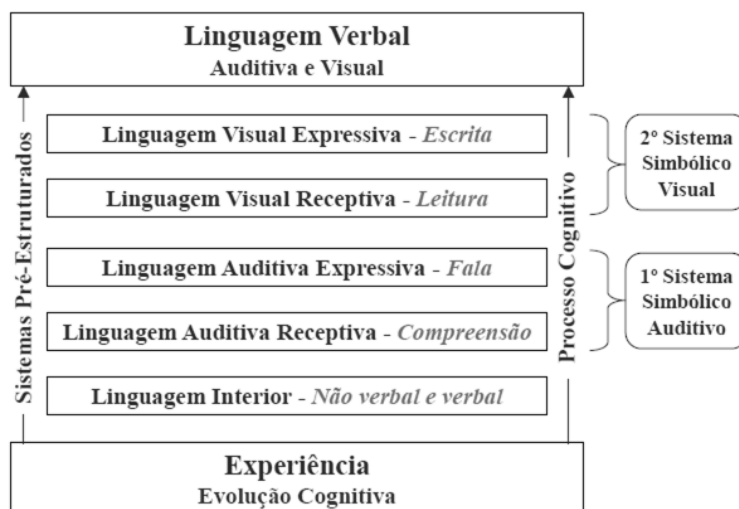 Linguagem Verbal
Auditiva e Visual
Sistemas Pré-Estruturados
Linguagem Visual Expressiva - Escrita
Linguagem Visual Receptiva - Leitura
Linguagem Auditiva Expressiva - Fala
Linguagem Auditiva Receptiva - Compreensão
Linguagem Interior - Não verbal e verbal
Processo Cognitivo
2º Sistema
Simbólico
Visual
1º Sistema
Simbólico
Auditivo
Experiência
Evolução Cognitiva